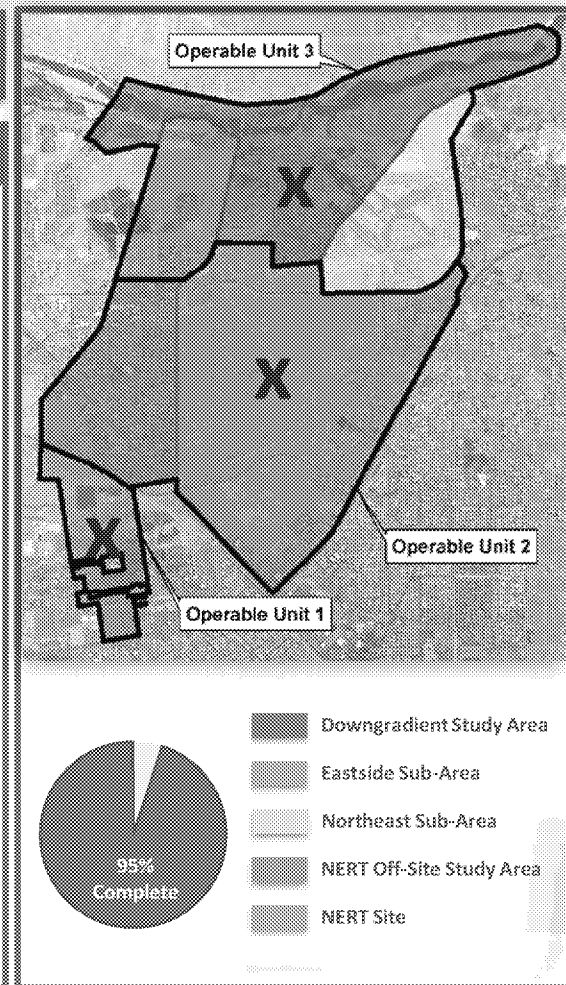 Operable Unit 3
X
X
Operable Unit 2
X
Operable Unit 1
Downgradient Study Area
Eastside Sub-Area
Northeast Sub-Area
95%
Complete
NERT Off-Site Study Area
NERT Site